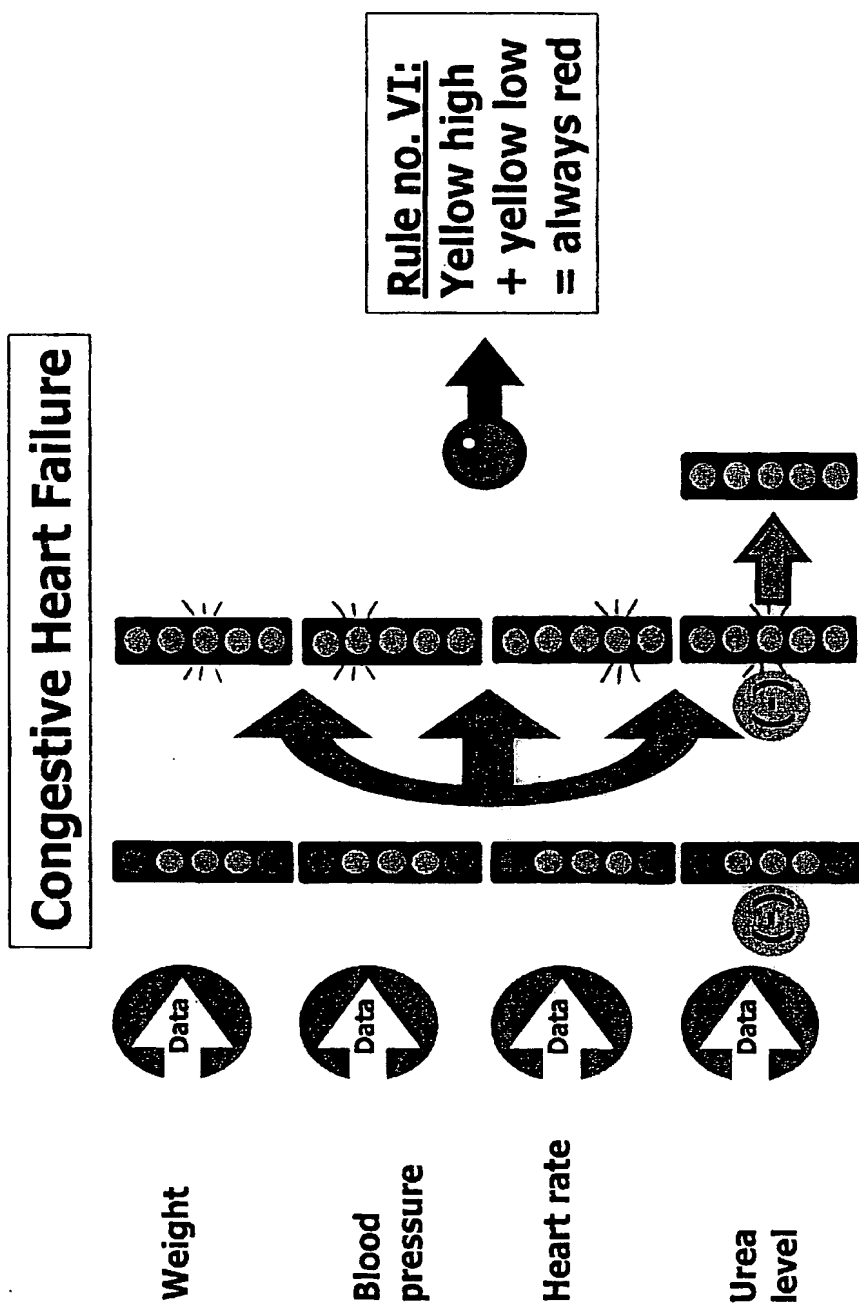 Congestive Heart Failure
Weight
Data
Blood
pressure
Data
Heart rate
Data
Urea
level
Data
Rule no. VI:
Yellow high
+ yellow low
= always red